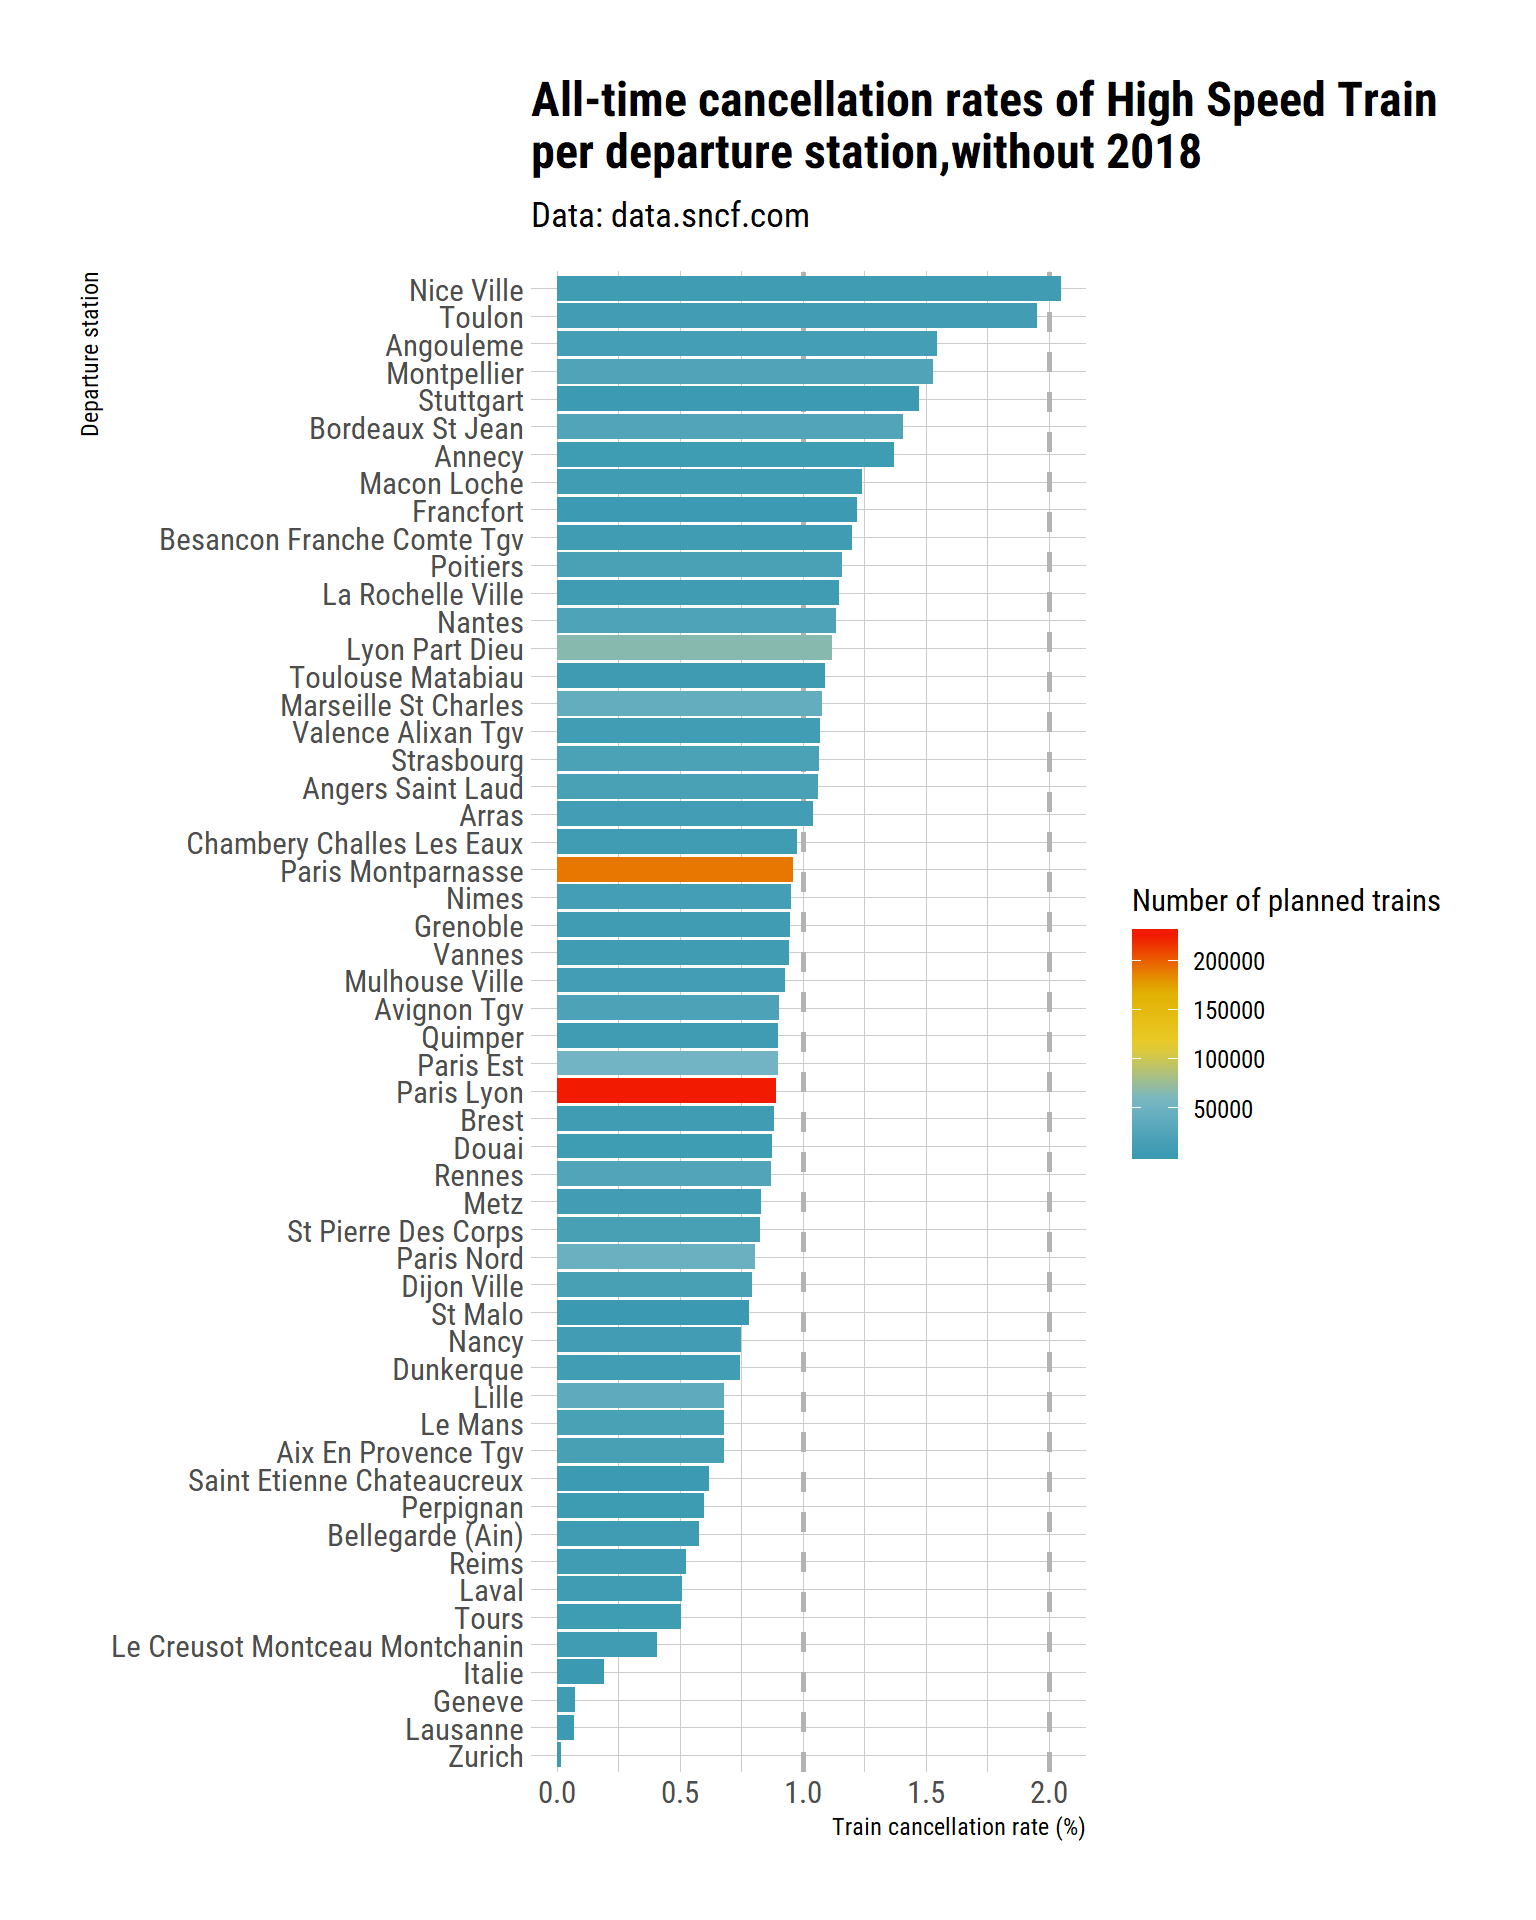 All-time cancellation rates of High Speed Train
per departure station,without 2018
Data: data.sncf.com
Departure station
Nice Ville
Toulon
Angouleme
Montpellier
Stuttgart
Bordeaux St Jean
Annecy
Macon Loche
Francfort
Besancon Franche Comte Tgv
Poitiers
La Rochelle Ville
Nantes
Lyon Part Dieu
Toulouse Matabiau
Marseille St Charles
Valence Alixan Tgv
Strasbourg
Angers Saint Laud
Arras
Chambery Challes Les Eaux
Paris Montparnasse
Nimes
Grenoble
Vannes
Mulhouse Ville
Avignon Tgv
Quimper
Paris Est
Paris Lyon
Brest
Douai
Rennes
Metz
St Pierre Des Corps
Paris Nord
Dijon Ville
St Malo
Nancy
Dunkerque
Lille
Le Mans
Aix En Provence Tgv
Saint Etienne Chateaucreux
Perpignan
Bellegarde (Ain)
Reims
Laval
Tours
Le Creusot Montceau Montchanin
Italie
Geneve
Lausanne
Zurich
0.0 0.5 1.0 1.5 2.0
Train cancellation rate (%)
Number of planned trains
200000
150000
100000
50000